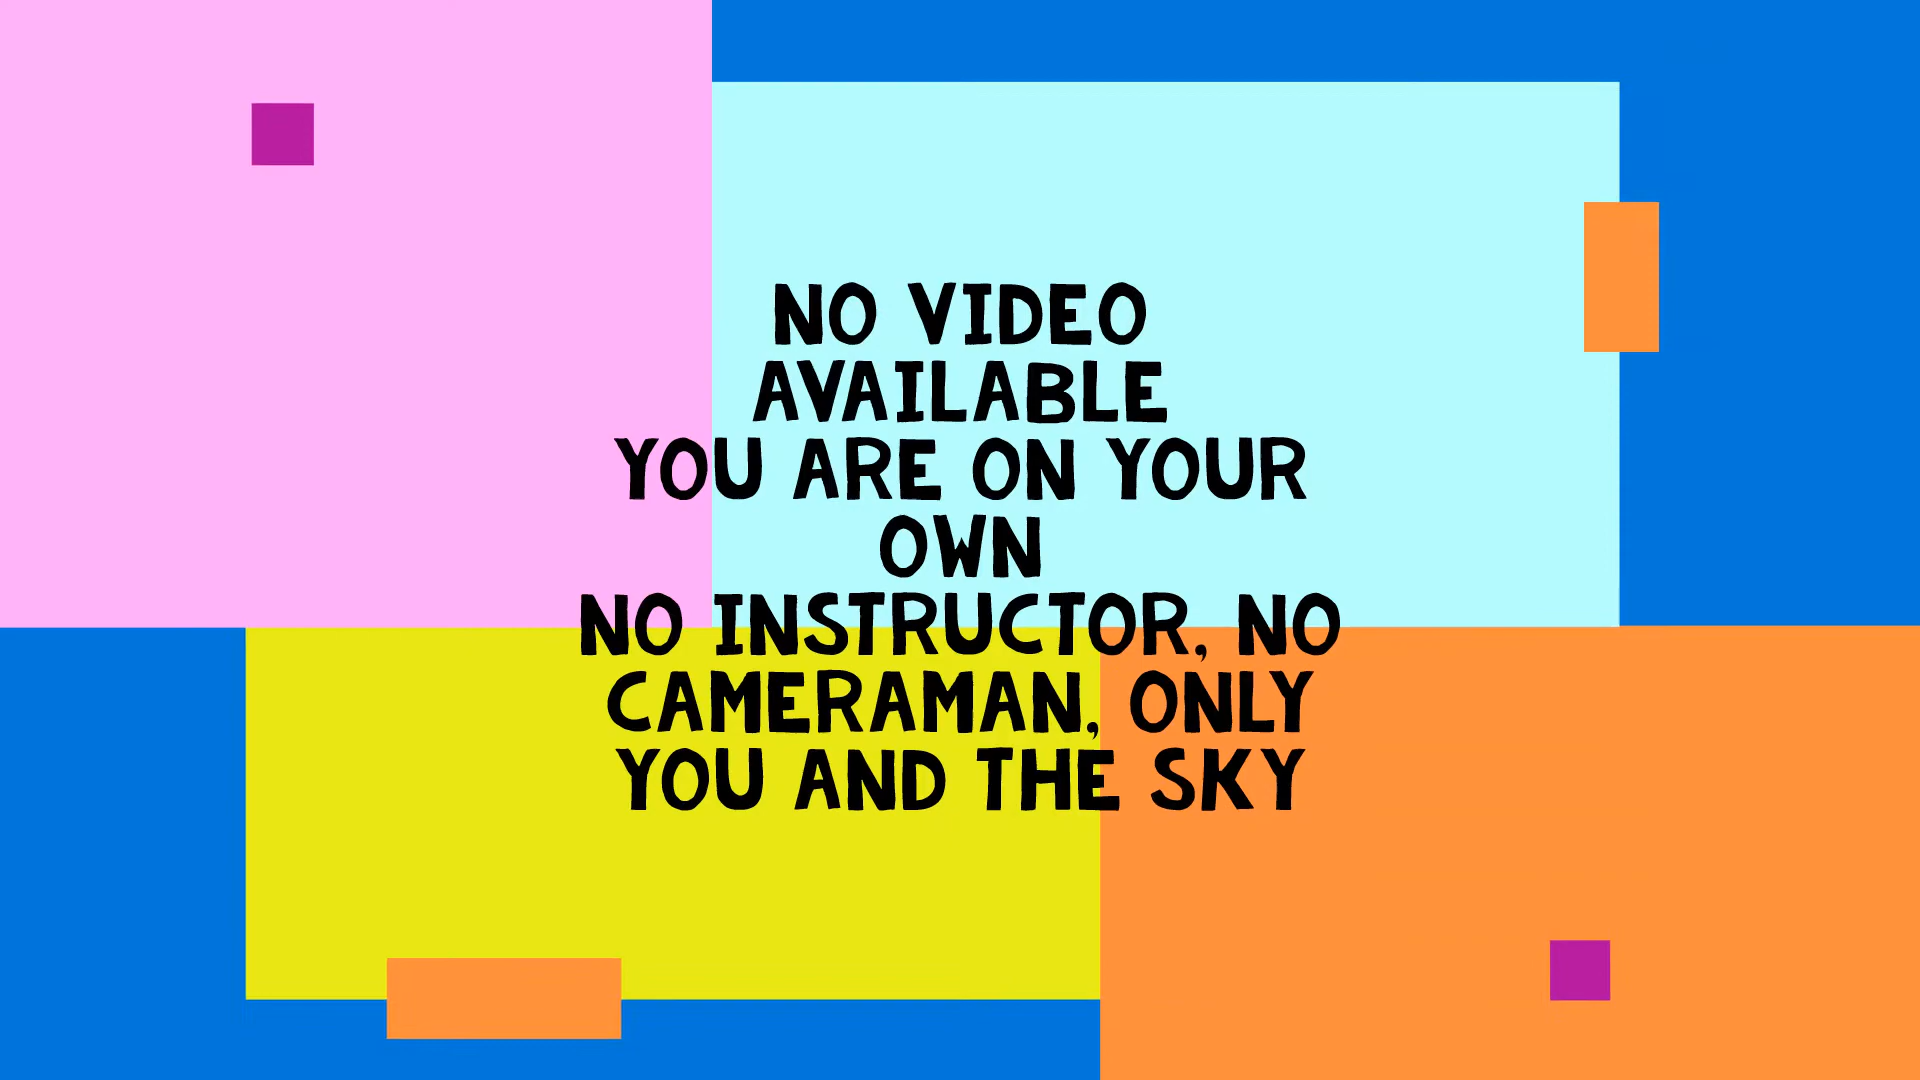 NO VIDEO
AVAILABLE
YOU ARE ON YOUR
OWN
NO INSTRUCTOR, NO
CAMERAMAN, ONLY
YOU AND THE SKY